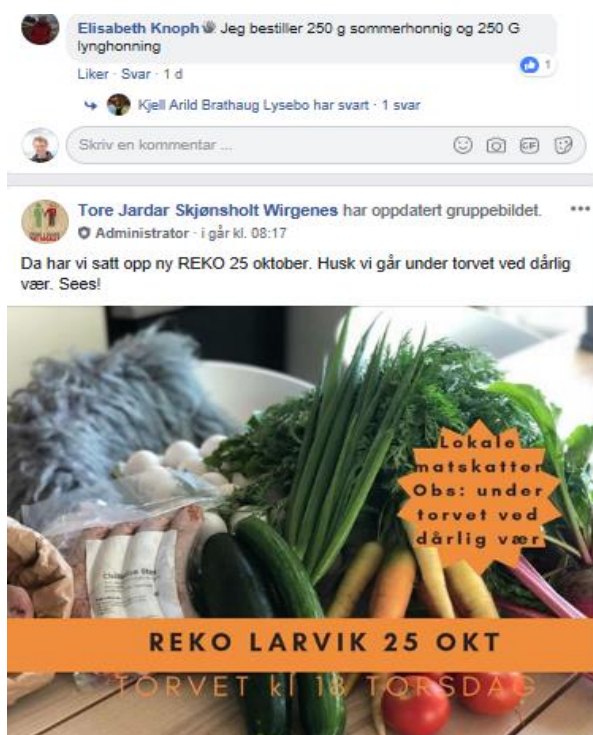 Elisabeth Knoph Jeg bestiller 250 g sommerhonnig og 250 G
lynghonning
1
Liker · Svar · 1 d
Kjell Arild Brathaug Lysebo har svart · 1 svar
Skriv en kommentar ...
GIF
Tore Jardar Skjønsholt Wirgenes har oppdatert gruppebildet.
Administrator · i går kl. 08:17
Da har vi satt opp ny REKO 25 oktober. Husk vi går under torvet ved dårlig
vær. Sees!
Lokale
matskatter
Obs: under
torvet ved
dårlig vær
REKO LARVIK 25 OKT
TORVET kl 18 TORSDAG